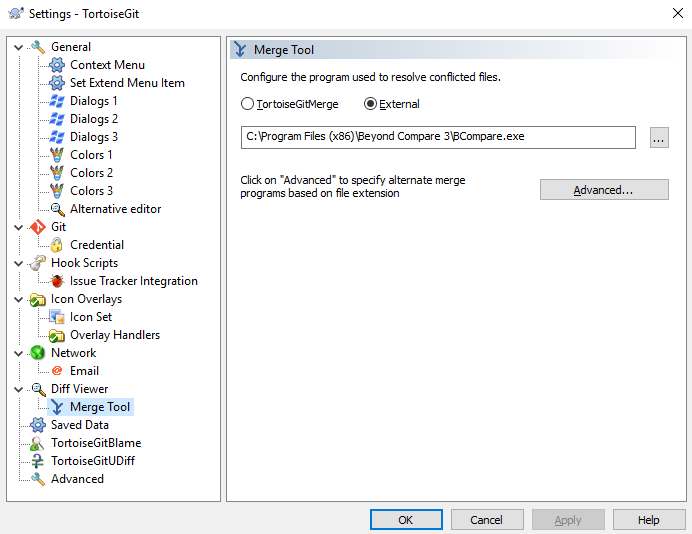 Settings - TortoiseGit
General
Context Menu
Set Extend Menu Item
Dialogs 1
Dialogs 2
Dialogs 3
Colors 1
Colors 2
Colors 3
Alternative editor
Git
Credential
Hook Scripts
Issue Tracker Integration
Icon Overlays
Icon Set
Overlay Handlers
Network
Email
Diff Viewer
Merge Tool
Saved Data
TortoiseGitBlame
TortoiseGitUDiff
Advanced
Merge Tool
Configure the program used to resolve conflicted files.
TortoiseGitMerge External
C:\Program Files (x86)\Beyond Compare 3\BCompare.exe ...
Click on "Advanced" to specify alternate merge
programs based on file extension
Advanced...
OK Cancel Apply Help